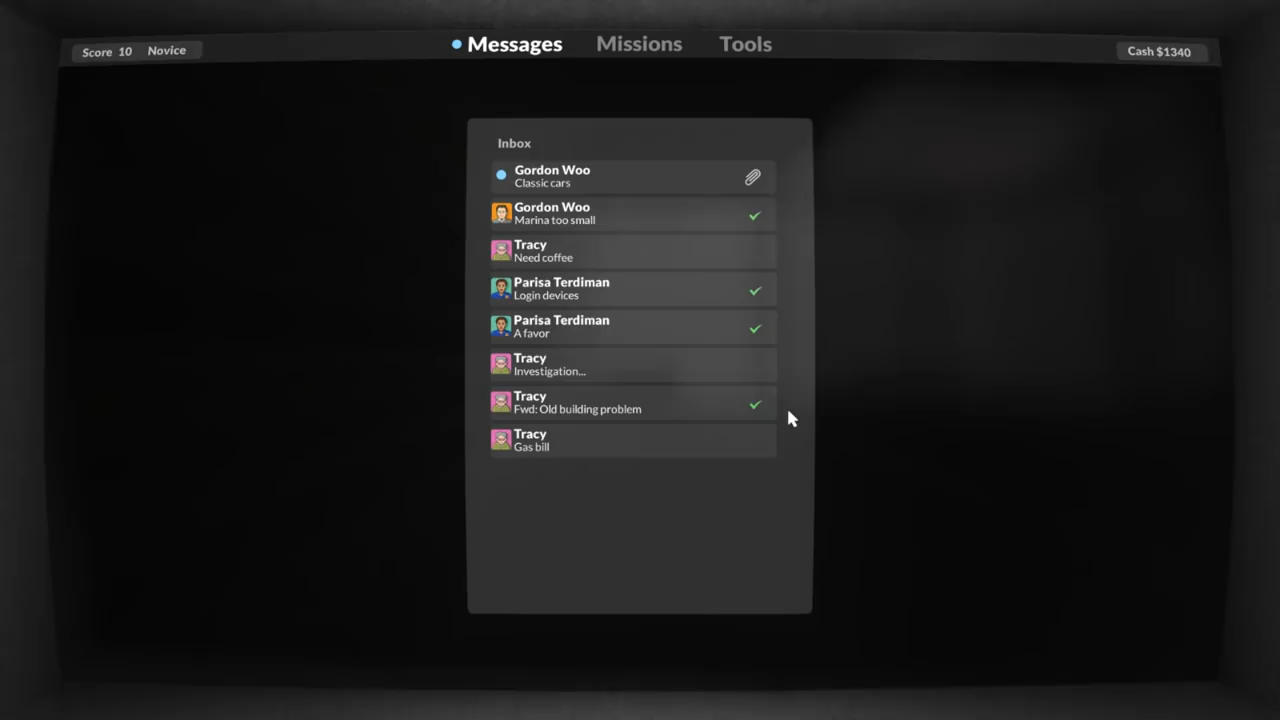 Score 10 Novice
Messages Missions Tools
Cash $1340
Inbox
Gordon Woo
Classic cars
Gordon Woo
Marina too small
Tracy
Need coffee
Parisa Terdiman
Login devices
Parisa Terdiman
A favor
Tracy
Investigation...
Tracy
Fwd: Old building problem
Tracy
Gas bill